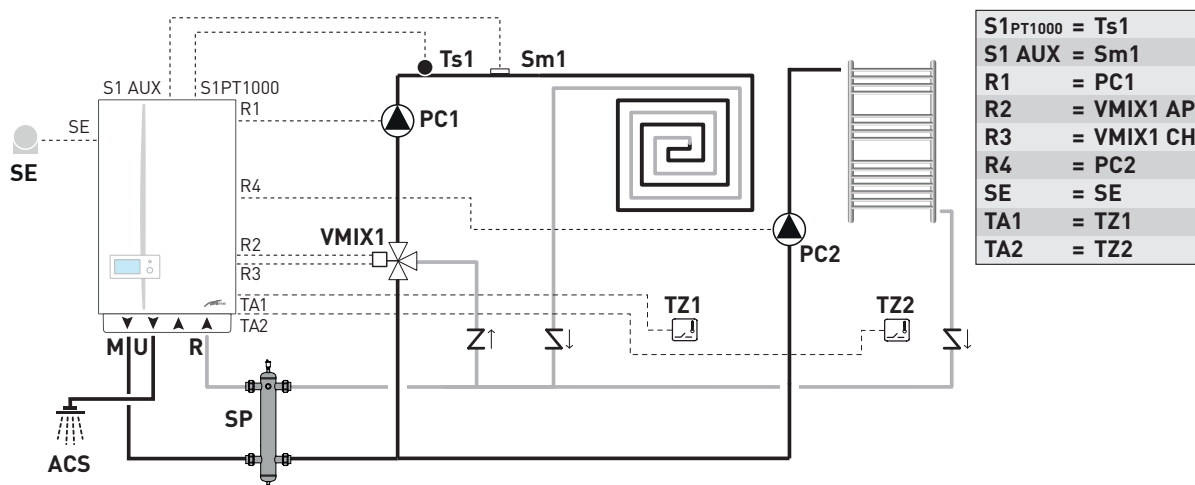 S1 AUX
S1PT1000
Ts1
Sm1
R1
PC1
SE
SE
R4
R2
VMIX1
R3
PC2
TA1
TA2
TZ1
TZ2
M
U
R
SP
ACS
S1PT1000 = Ts1
S1 AUX = Sm1
R1 = PC1
R2 = VMIX1 AP
R3 = VMIX1 CH
R4 = PC2
SE = SE
TA1 = TZ1
TA2 = TZ2